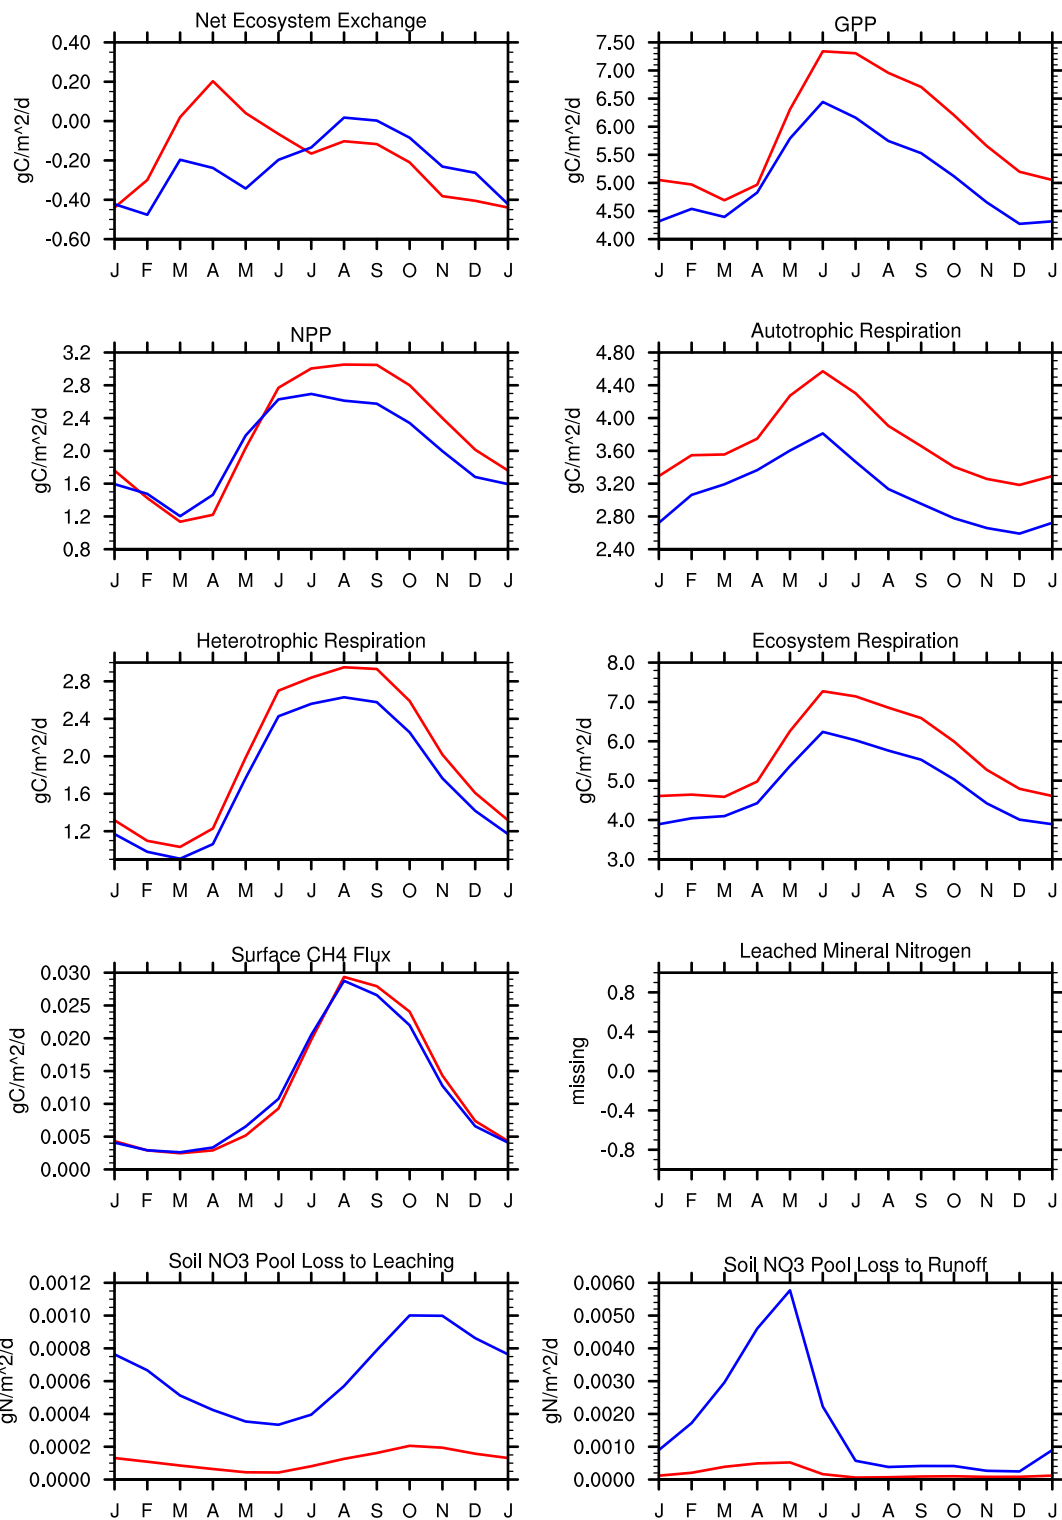 Net Ecosystem Exchange
gC/m^2/d
0.40
0.20
0.00
-0.20
-0.40
-0.60
J F M A M J J A S O N D J
GPP
gC/m^2/d
7.50
7.00
6.50
6.00
5.50
5.00
4.50
4.00
J F M A M J J A S O N D J
NPP
gC/m^2/d
3.2
2.8
2.4
2.0
1.6
1.2
0.8
J F M A M J J A S O N D J
Autotrophic Respiration
gC/m^2/d
4.80
4.40
4.00
3.60
3.20
2.80
2.40
J F M A M J J A S O N D J
Heterotrophic Respiration
gC/m^2/d
2.8
2.4
2.0
1.6
1.2
J F M A M J J A S O N D J
Ecosystem Respiration
gC/m^2/d
8.0
7.0
6.0
5.0
4.0
3.0
J F M A M J J A S O N D J
Surface CH4 Flux
gC/m^2/d
0.030
0.025
0.020
0.015
0.010
0.005
0.000
J F M A M J J A S O N D J
Leached Mineral Nitrogen
missing
0.8
0.4
0.0
-0.4
-0.8
J F M A M J J A S O N D J
Soil NO3 Pool Loss to Leaching
gN/m^2/d
0.0012
0.0010
0.0008
0.0006
0.0004
0.0002
0.0000
J F M A M J J A S O N D J
Soil NO3 Pool Loss to Runoff
gN/m^2/d
0.0060
0.0050
0.0040
0.0030
0.0020
0.0010
0.0000
J F M A M J J A S O N D J